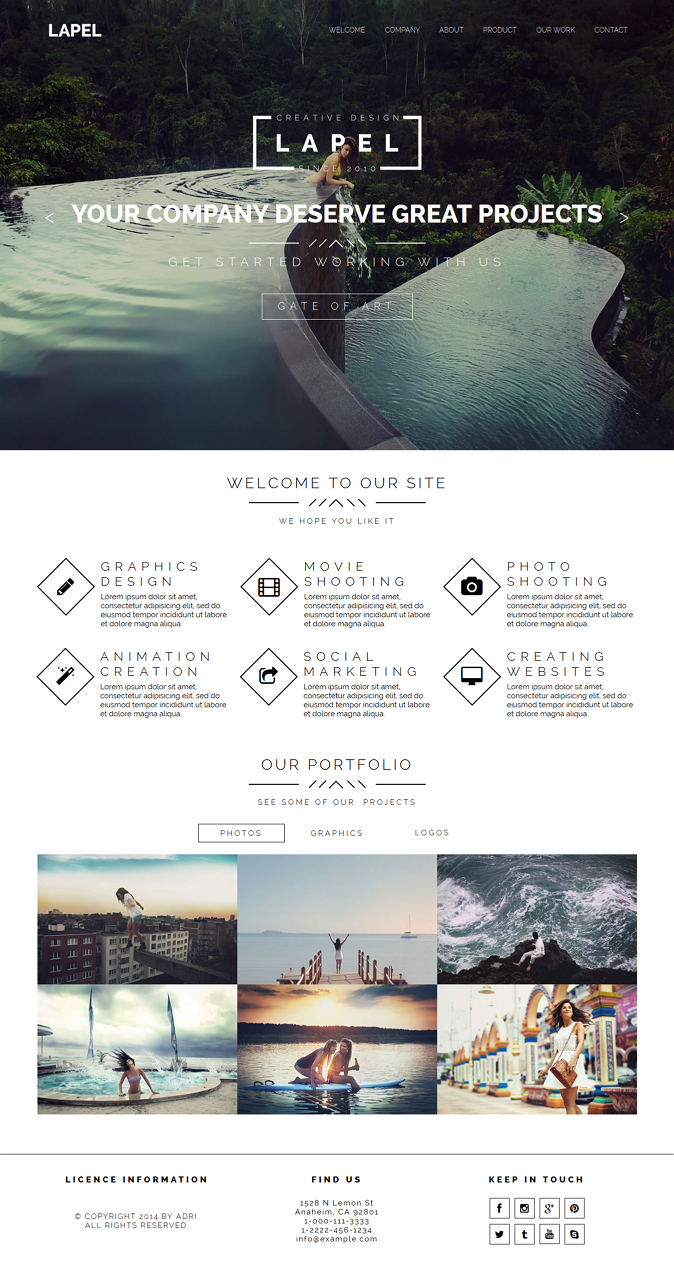 LAPEL
WELCOME COMPANY ABOUT PRODUCT OUR WORK CONTACT
CREATIVE DESIGN
LAPEL
SINCE 2010
< YOUR COMPANY DESERVE GREAT PROJECTS >
GET STARTED WORKING WITH US
GATE OF ART
WELCOME TO OUR SITE
WE HOPE YOU LIKE IT
GRAPHICS
DESIGN
Lorem ipsum dolor sit amet,
consectetur adipisicing elit, sed do
eiusmod tempor incididunt ut labore
et dolore magna aliqua.
MOVIE
SHOOTING
Lorem ipsum dolor sit amet,
consectetur adipisicing elit, sed do
eiusmod tempor incididunt ut labore
et dolore magna aliqua.
PHOTO
SHOOTING
Lorem ipsum dolor sit amet,
consectetur adipisicing elit, sed do
eiusmod tempor incididunt ut labore
et dolore magna aliqua.
ANIMATION
CREATION
Lorem ipsum dolor sit amet,
consectetur adipisicing elit, sed do
eiusmod tempor incididunt ut labore
et dolore magna aliqua.
SOCIAL
MARKETING
Lorem ipsum dolor sit amet,
consectetur adipisicing elit, sed do
eiusmod tempor incididunt ut labore
et dolore magna aliqua.
CREATING
WEBSITES
Lorem ipsum dolor sit amet,
consectetur adipisicing elit, sed do
eiusmod tempor incididunt ut labore
et dolore magna aliqua.
OUR PORTFOLIO
SEE SOME OF OUR PROJECTS
PHOTOS GRAPHICS LOGOS
LICENCE INFORMATION
© COPYRIGHT 2014 BY ADRI.
ALL RIGHTS RESERVED.
FIND US
1528 N Lemon St
Anaheim, CA 92801
1-000-111-3333
1-2222-456-1234
info@example.com
KEEP IN TOUCH